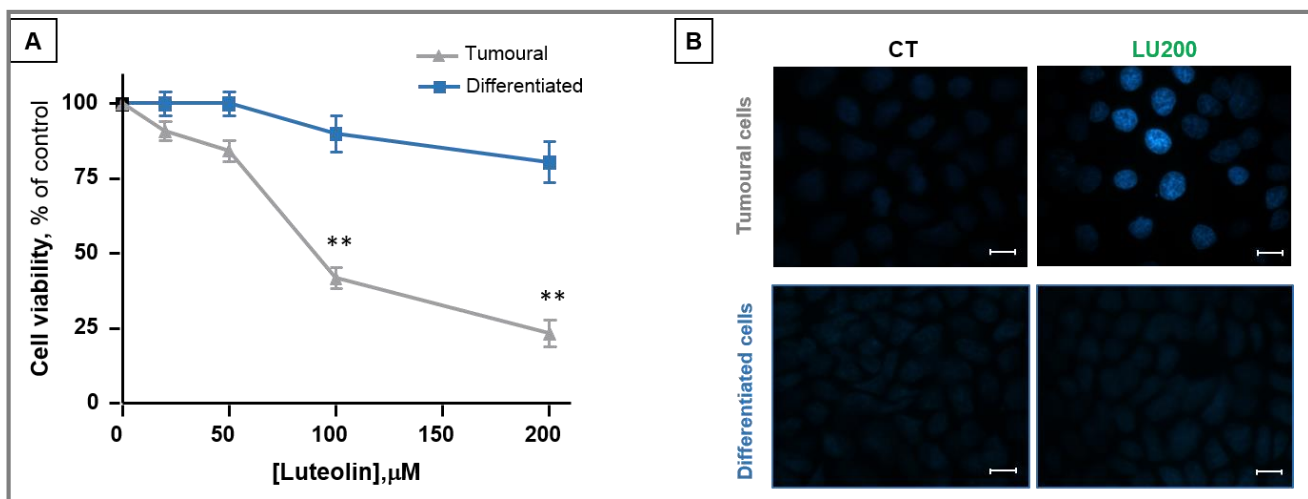 A
Tumoural
Differentiated
100
75
50
25
0
Cell viability, % of control
**
**
0
50
100
150
200
[Luteolin],μM
B
CT
LU200
Tumoural cells
Differentiated cells